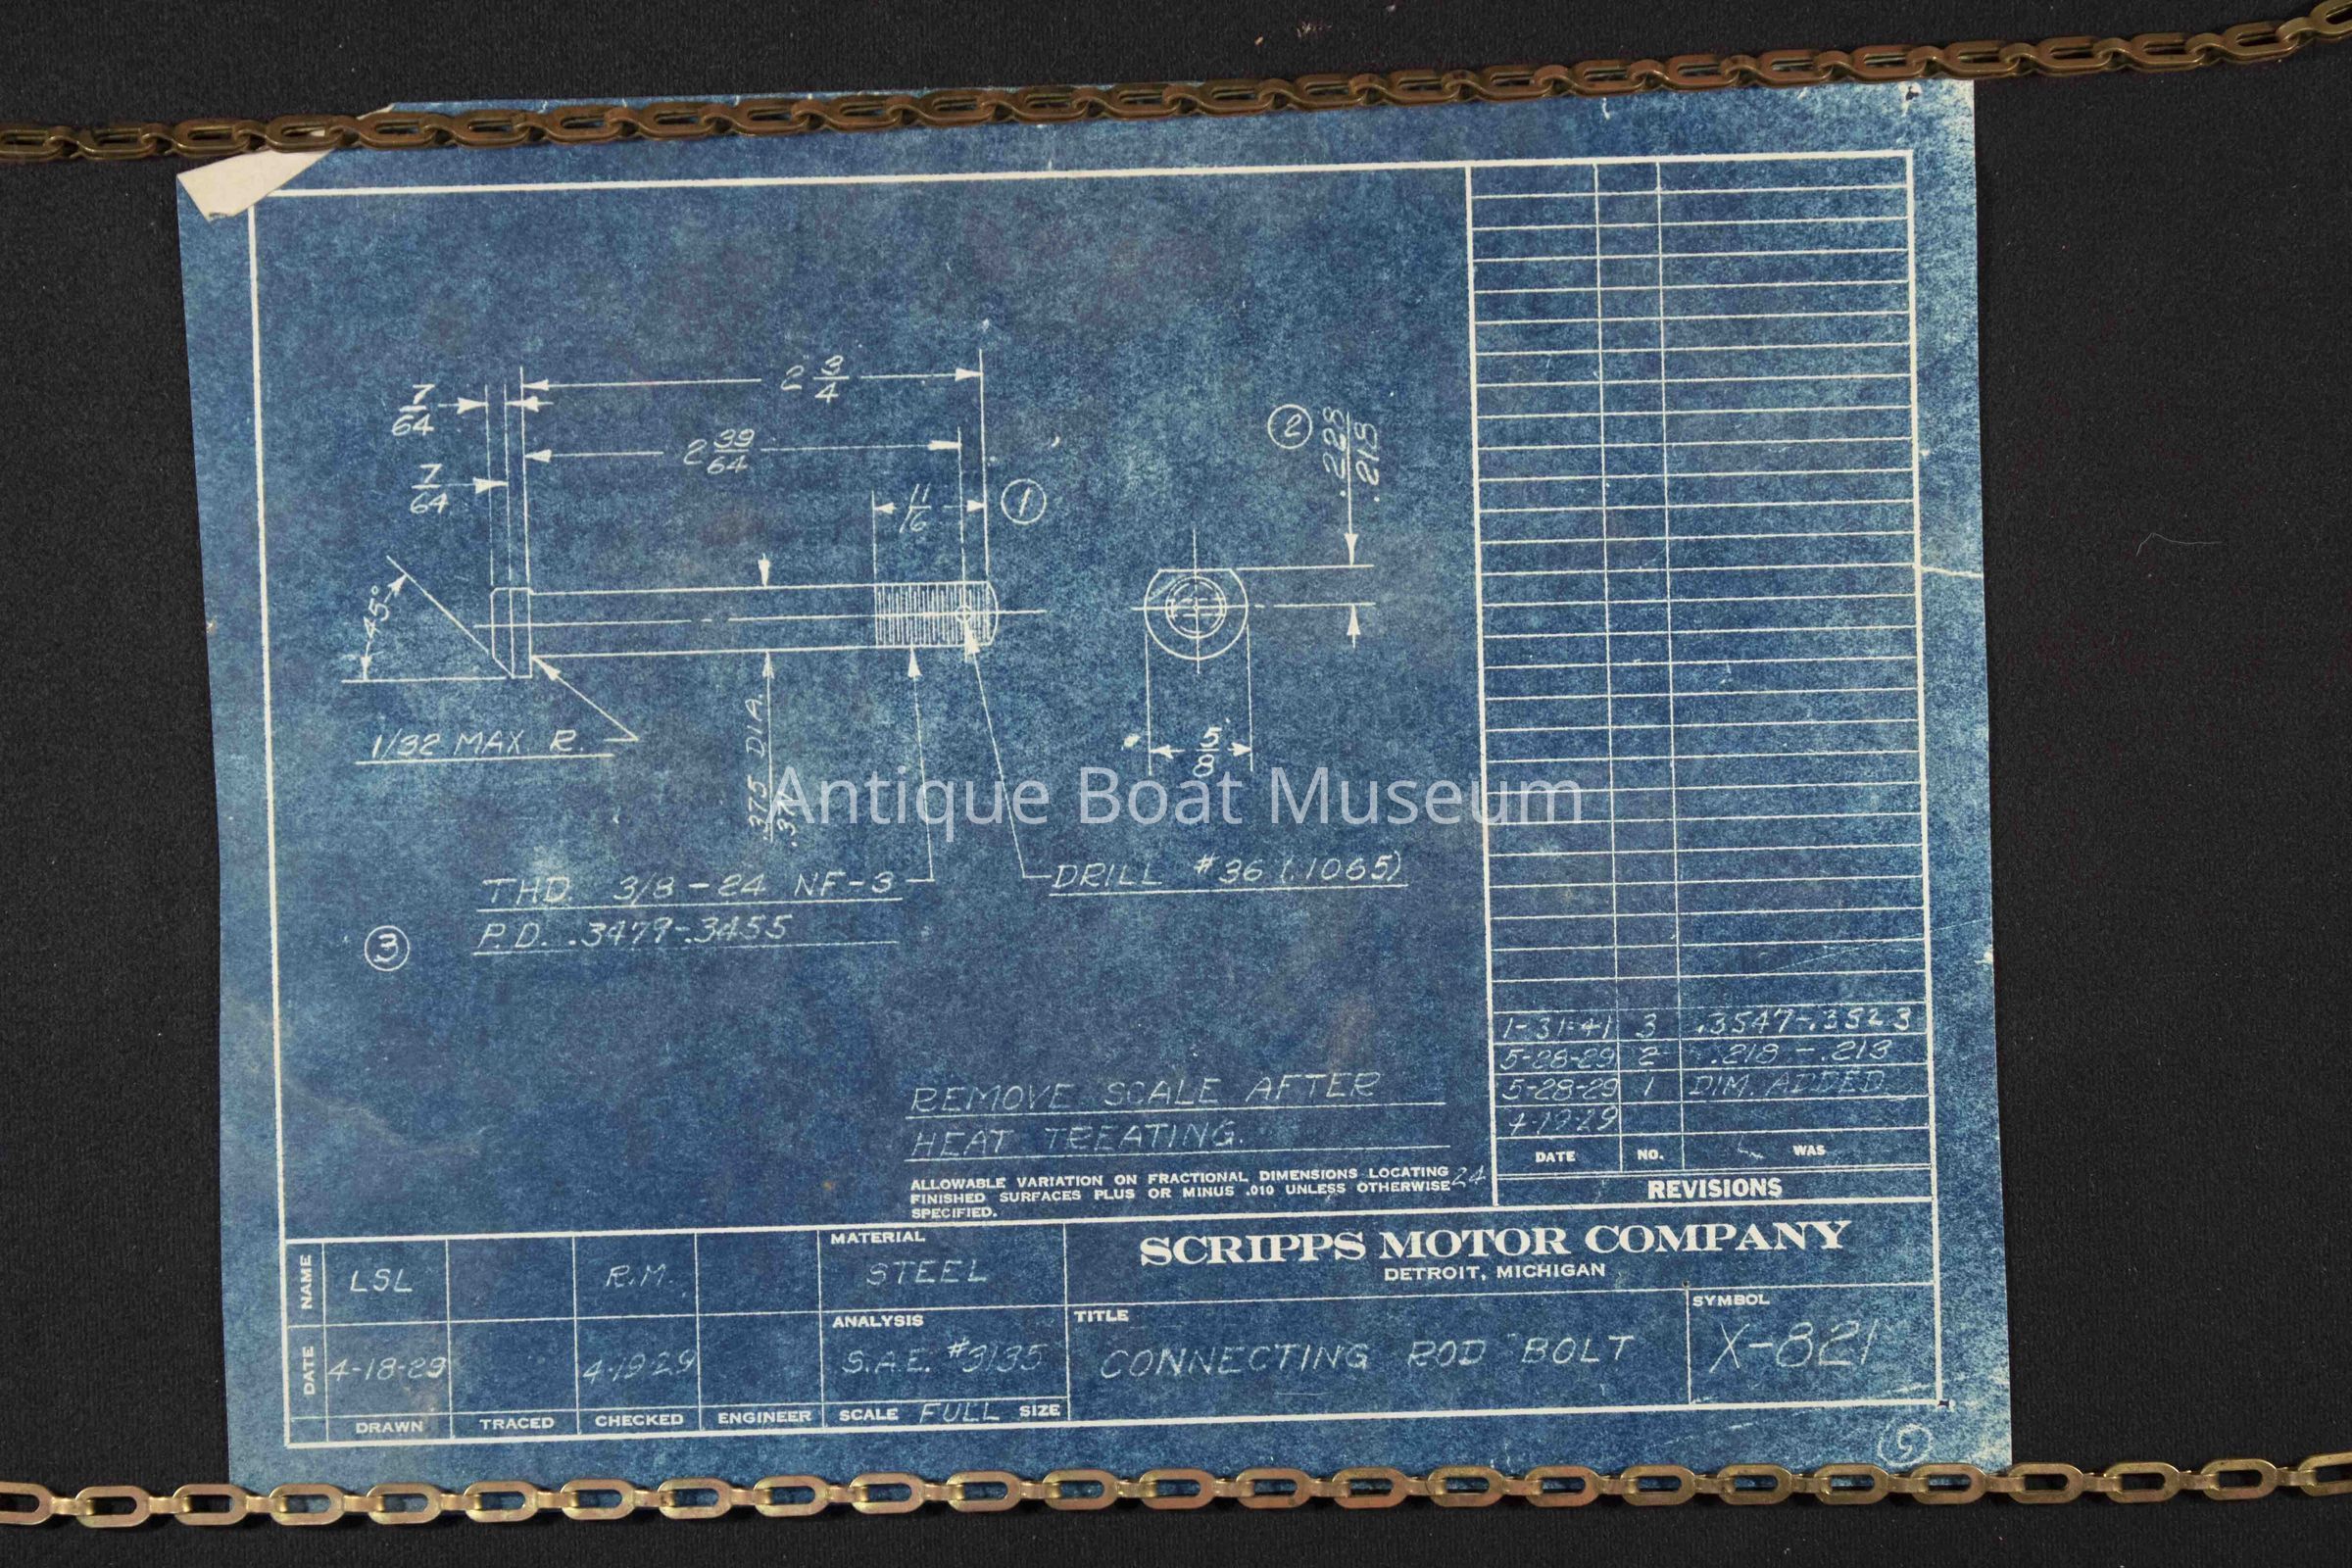 2 3/4
7/64
2 39/64
7/64
11/16
1
2
.228
.218
45°
1/32 MAX R.
.375 DIA.
5/8
Antique Boat Museum
THD. 3/8-24 NF-3
P.D. .3479-.3455
3
DRILL #36 (.1065)
REMOVE SCALE AFTER
HEAT TREATING.
ALLOWABLE VARIATION ON FRACTIONAL DIMENSIONS LOCATING
FINISHED SURFACES PLUS OR MINUS .010 UNLESS OTHERWISE
SPECIFIED.
24
1-31-41 3 .3547-.3523
5-28-29 2 .218-.213
5-28-29 1 DIM. ADDED
4-19-29
DATE NO. WAS
REVISIONS
NAME LSL R.M.
DATE 4-18-29 4-19-29
DRAWN TRACED CHECKED ENGINEER
MATERIAL
STEEL
ANALYSIS
S.A.E. #3135
SCALE FULL SIZE
SCRIPPS MOTOR COMPANY
DETROIT, MICHIGAN
TITLE
CONNECTING ROD BOLT
SYMBOL
X-821
5